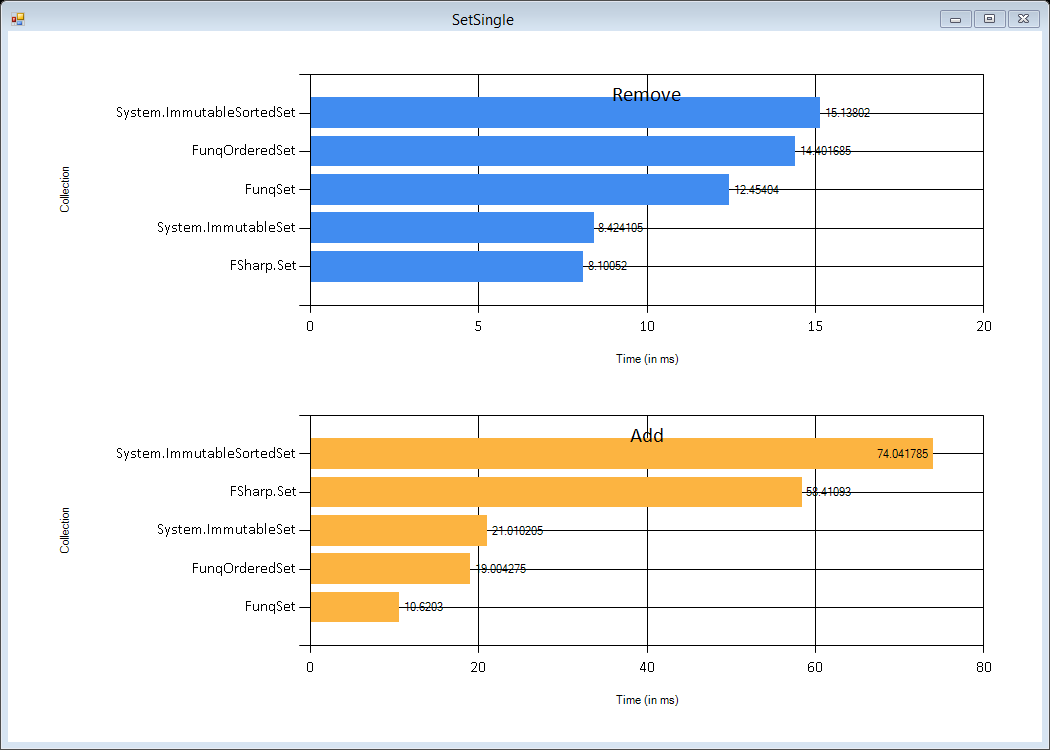 SetSingle
Remove
System.ImmutableSortedSet 15.13802
FunqOrderedSet 14.401685
FunqSet 12.45404
System.ImmutableSet 8.424105
FSharp.Set 8.10052
Collection
0 5 10 15 20
Time (in ms)
Add
System.ImmutableSortedSet 74.041785
FSharp.Set 58.41093
System.ImmutableSet 21.010205
FunqOrderedSet 19.004275
FunqSet 10.6203
Collection
0 20 40 60 80
Time (in ms)